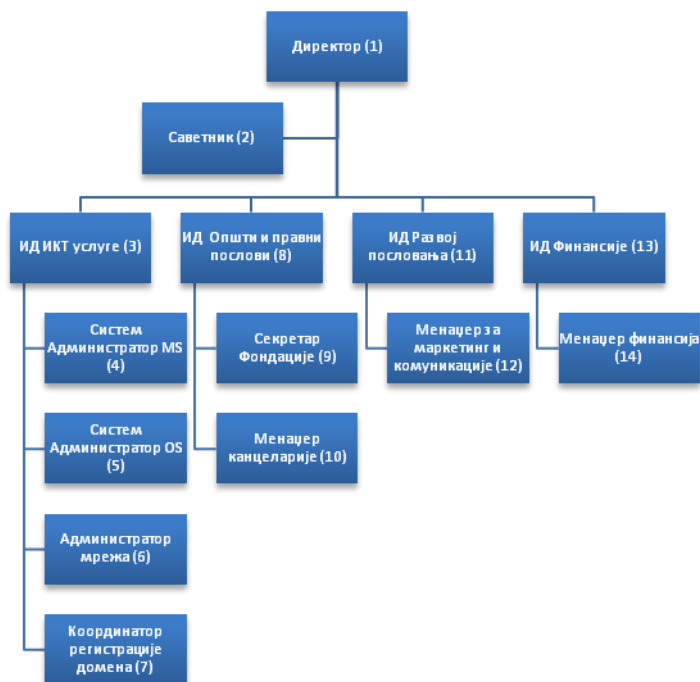 Директор (1)
Саветник (2)
ИД ИКТ услуге (3)
ИД Општи и правни
послови (8)
ИД Развој
пословања (11)
ИД Финансије (13)
Систем
Администратор MS
(4)
Секретар
Фондације (9)
Менаџер за
маркетинг и
комуникације (12)
Менаџер финансија
(14)
Систем
Администратор OS
(5)
Менаџер
канцеларије (10)
Администратор
мрежа (6)
Координатор
регистрације
домена (7)